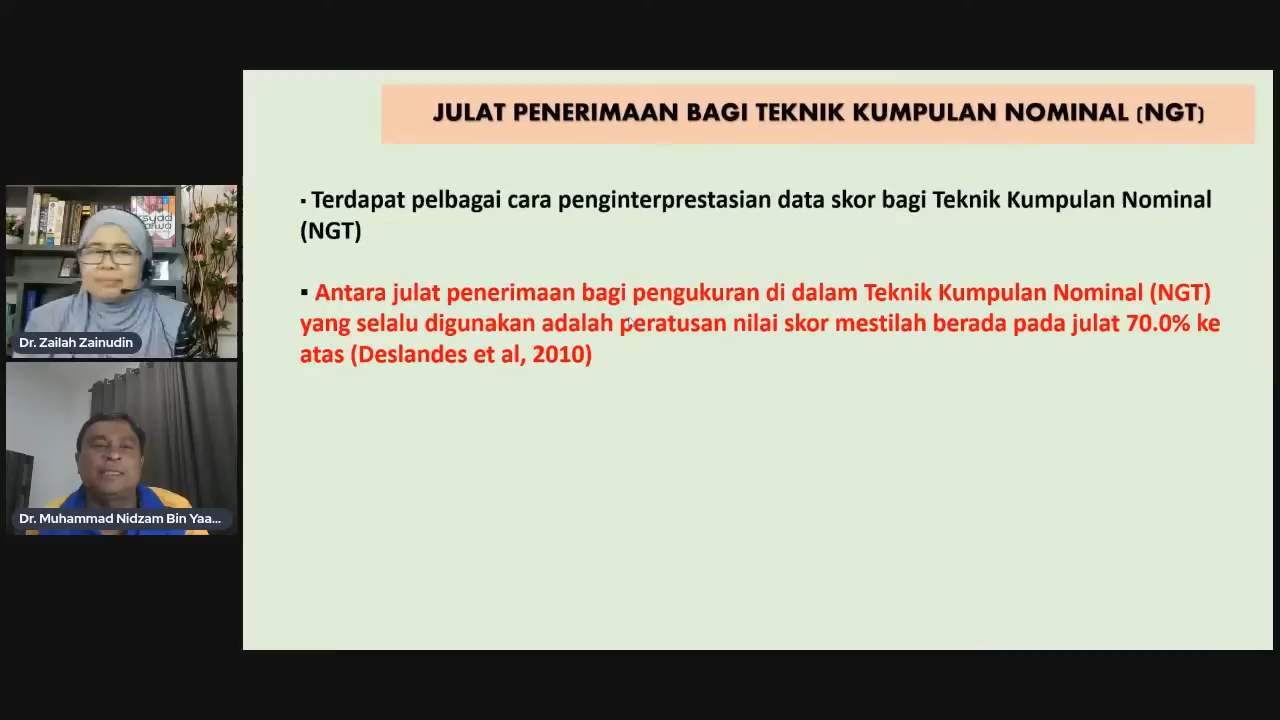 JULAT PENERIMAAN BAGI TEKNIK KUMPULAN NOMINAL (NGT)
▪ Terdapat pelbagai cara penginterprestasian data skor bagi Teknik Kumpulan Nominal
(NGT)
▪ Antara julat penerimaan bagi pengukuran di dalam Teknik Kumpulan Nominal (NGT)
yang selalu digunakan adalah peratusan nilai skor mestilah berada pada julat 70.0% ke
atas (Deslandes et al, 2010)
Dr. Zailah Zainudin
Dr. Muhammad Nidzam Bin Yaa...